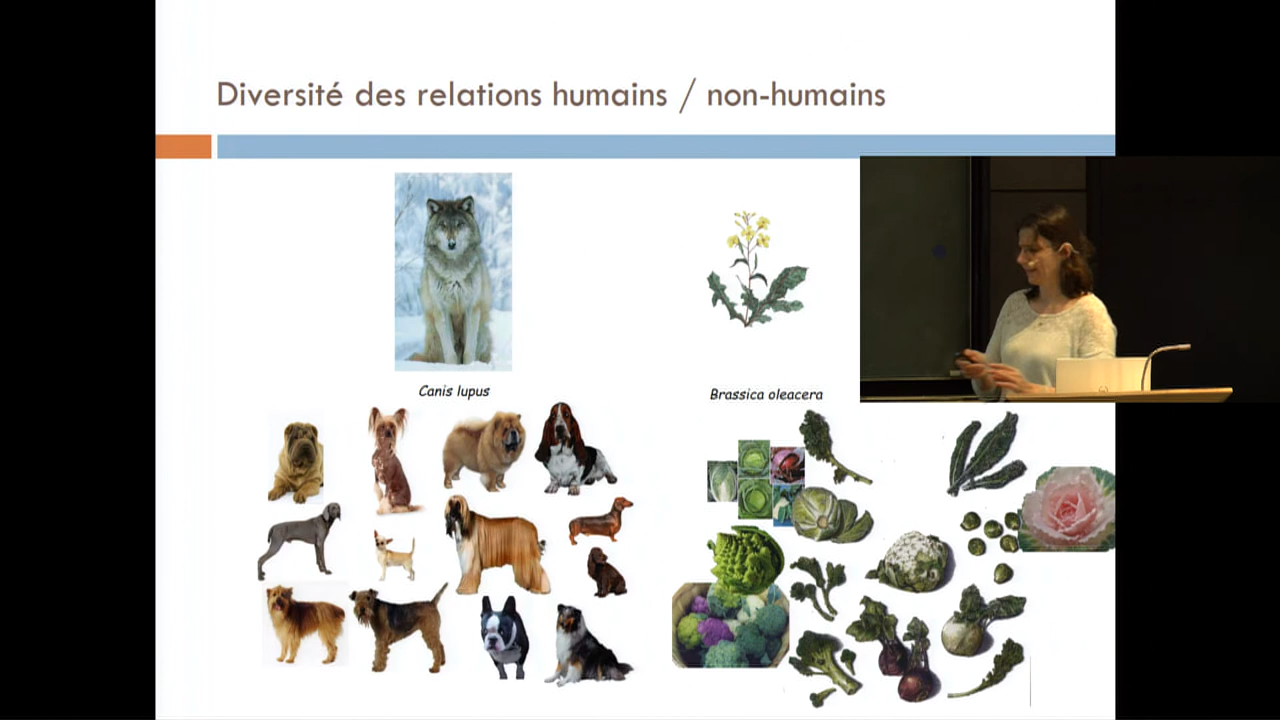 Diversité des relations humains / non-humains
Canis lupus
Brassica oleacera